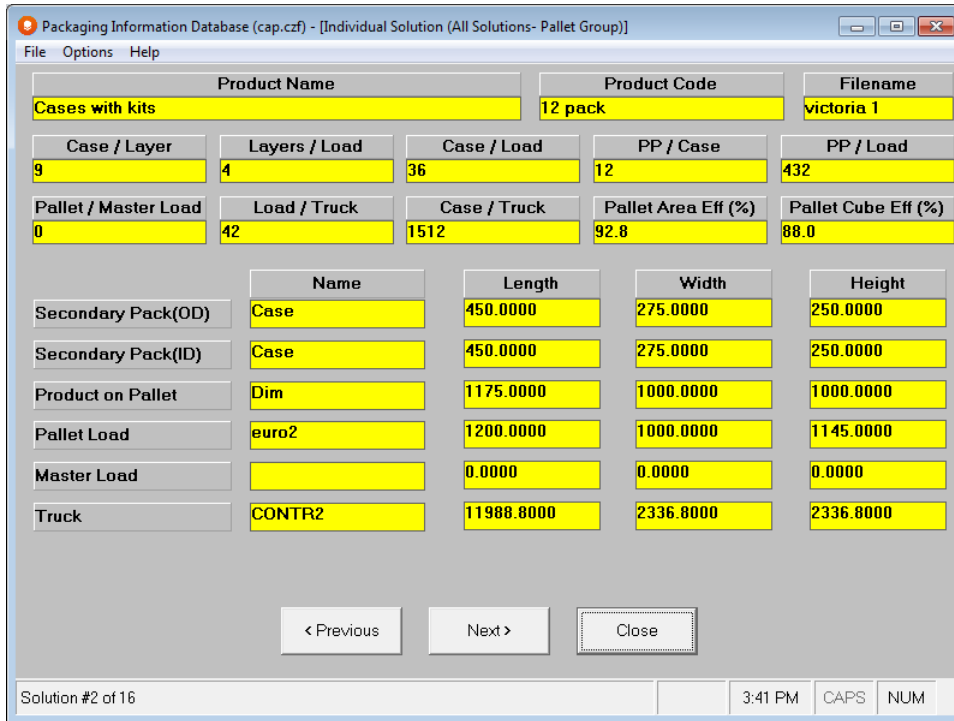 Packaging Information Database (cap.czf) - [Individual Solution (All Solutions- Pallet Group)]
File Options Help
Product Name Product Code Filename
Cases with kits 12 pack victoria 1
Case / Layer Layers / Load Case / Load PP / Case PP / Load
9 4 36 12 432
Pallet / Master Load Load / Truck Case / Truck Pallet Area Eff (%) Pallet Cube Eff (%)
0 42 1512 92.8 88.0
Name Length Width Height
Secondary Pack(OD) Case 450.0000 275.0000 250.0000
Secondary Pack(ID) Case 450.0000 275.0000 250.0000
Product on Pallet Dim 1175.0000 1000.0000 1000.0000
Pallet Load euro2 1200.0000 1000.0000 1145.0000
Master Load 0.0000 0.0000 0.0000
Truck CONTR2 11988.8000 2336.8000 2336.8000
< Previous Next > Close
Solution #2 of 16 3:41 PM CAPS NUM